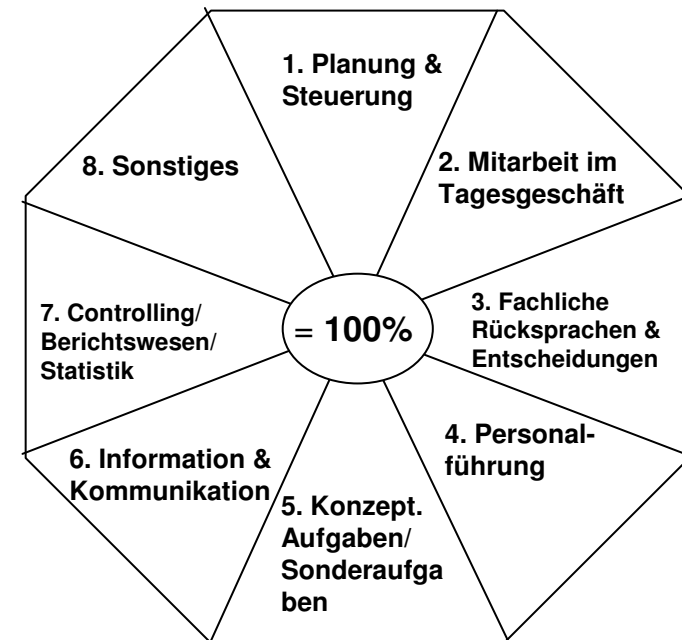 1. Planung &
Steuerung
2. Mitarbeit im
Tagesgeschäft
3. Fachliche
Rücksprachen &
Entscheidungen
4. Personal-
führung
5. Konzept.
Aufgaben/
Sonderaufga
ben
6. Information &
Kommunikation
7. Controlling/
Berichtswesen/
Statistik
8. Sonstiges
= 100%